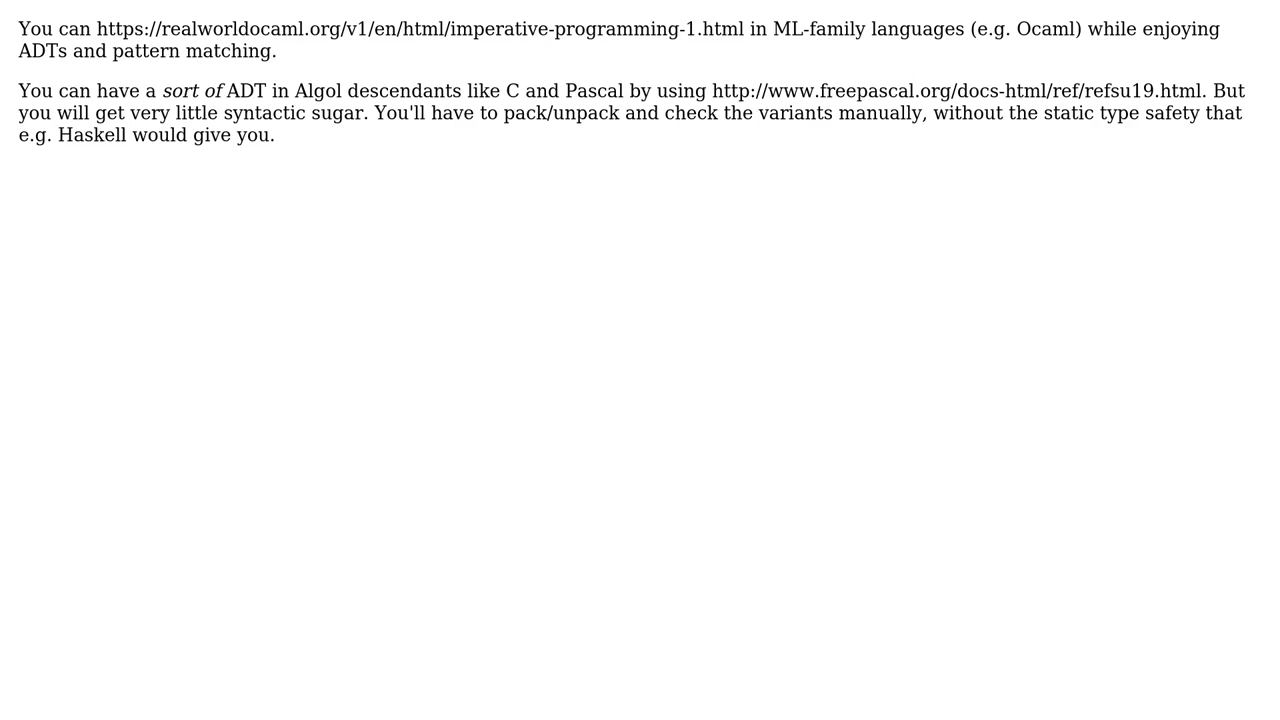 You can https://realworldocaml.org/v1/en/html/imperative-programming-1.html in ML-family languages (e.g. Ocaml) while enjoying
ADTs and pattern matching.
You can have a sort of ADT in Algol descendants like C and Pascal by using http://www.freepascal.org/docs-html/ref/refsu19.html. But
you will get very little syntactic sugar. You'll have to pack/unpack and check the variants manually, without the static type safety that
e.g. Haskell would give you.